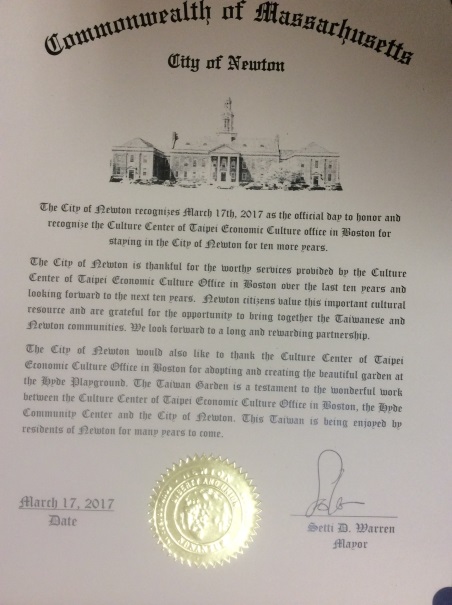 Commonwealth of Massachusetts
City of Newton
The City of Newton recognizes March 17th, 2017 as the official day to honor and
recognize the Culture Center of Taipei Economic Culture office in Boston for
staying in the City of Newton for ten more years.
The City of Newton is thankful for the worthy services provided by the Culture
Center of Taipei Economic Culture Office in Boston over the last ten years and
looking forward to the next ten years. Newton citizens value this important cultural
resource and are grateful for the opportunity to bring together the Taiwanese and
Newton communities. We look forward to a long and rewarding partnership.
The City of Newton would also like to thank the Culture Center of Taipei
Economic Culture Office in Boston for adopting and creating the beautiful garden at
the Hyde Playground. The Taiwan Garden is a testament to the wonderful work
between the Culture Center of Taipei Economic Culture Office in Boston, the Hyde
Community Center and the City of Newton. This Taiwan is being enjoyed by
residents of Newton for many years to come.
March 17, 2017
Date
Setti D. Warren
Mayor